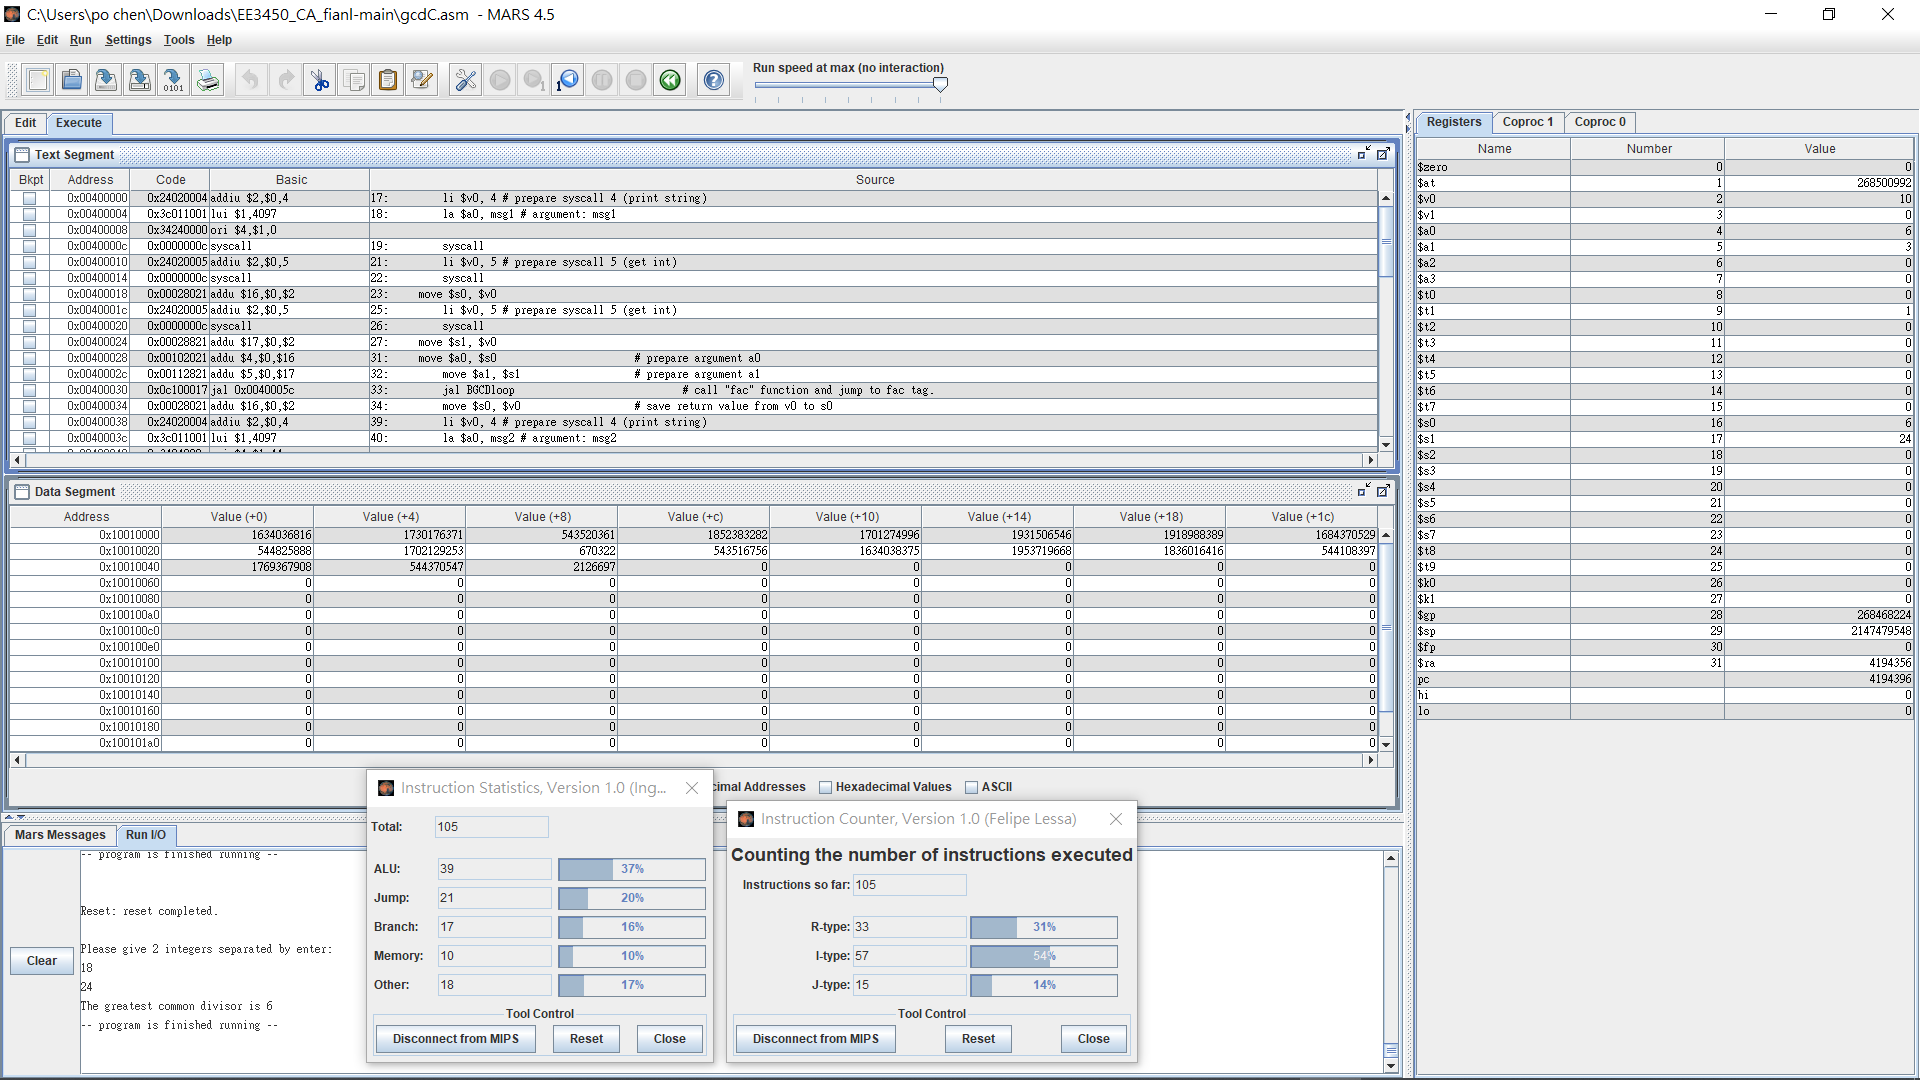 C:\Users\po chen\Downloads\EE3450_CA_fianl-main\gcdC.asm - MARS 4.5
File Edit Run Settings Tools Help
Run speed at max (no interaction)
Edit Execute
Text Segment
Bkpt Address Code Basic Source
0x00400000 0x24020004 addiu $2,$0,4 17: li $v0, 4 # prepare syscall 4 (print string)
0x00400004 0x3c011001 lui $1,4097 18: la $a0, msg1 # argument: msg1
0x00400008 0x34240000 ori $4,$1,0
0x0040000c 0x0000000c syscall 19: syscall
0x00400010 0x24020005 addiu $2,$0,5 21: li $v0, 5 # prepare syscall 5 (get int)
0x00400014 0x0000000c syscall 22: syscall
0x00400018 0x00028021 addu $16,$0,$2 23: move $s0, $v0
0x0040001c 0x24020005 addiu $2,$0,5 25: li $v0, 5 # prepare syscall 5 (get int)
0x00400020 0x0000000c syscall 26: syscall
0x00400024 0x00028821 addu $17,$0,$2 27: move $s1, $v0
0x00400028 0x00102021 addu $4,$0,$16 31: move $a0, $s0 # prepare argument a0
0x0040002c 0x00112821 addu $5,$0,$17 32: move $a1, $s1 # prepare argument a1
0x00400030 0x0c100017 jal 0x0040005c 33: jal BGCDloop # call "fac" function and jump to fac tag.
0x00400034 0x00028021 addu $16,$0,$2 34: move $s0, $v0 # save return value from v0 to s0
0x00400038 0x24020004 addiu $2,$0,4 39: li $v0, 4 # prepare syscall 4 (print string)
0x0040003c 0x3c011001 lui $1,4097 40: la $a0, msg2 # argument: msg2
Data Segment
Address Value (+0) Value (+4) Value (+8) Value (+c) Value (+10) Value (+14) Value (+18) Value (+1c)
0x10010000 1634036816 1730176371 543520361 1852383282 1701274996 1931506546 1918988389 1684370529
0x10010020 544825888 1702129253 670322 543516756 1634038375 1953719668 1836016416 544108397
0x10010040 1769367908 544370547 2126697 0 0 0 0 0
0x10010060 0 0 0 0 0 0 0 0
0x10010080 0 0 0 0 0 0 0 0
0x100100a0 0 0 0 0 0 0 0 0
0x100100c0 0 0 0 0 0 0 0 0
0x100100e0 0 0 0 0 0 0 0 0
0x10010100 0 0 0 0 0 0 0 0
0x10010120 0 0 0 0 0 0 0 0
0x10010140 0 0 0 0 0 0 0 0
0x10010160 0 0 0 0 0 0 0 0
0x10010180 0 0 0 0 0 0 0 0
0x100101a0 0 0 0 0 0 0 0 0
cimal Addresses Hexadecimal Values ASCII
Mars Messages Run I/O
Clear
-- program is finished running --
Reset: reset completed.
Please give 2 integers separated by enter:
18
24
The greatest common divisor is 6
-- program is finished running --
Instruction Statistics, Version 1.0 (Ing...
Total: 105
ALU: 39 37%
Jump: 21 20%
Branch: 17 16%
Memory: 10 10%
Other: 18 17%
Tool Control
Disconnect from MIPS Reset Close
Instruction Counter, Version 1.0 (Felipe Lessa)
Counting the number of instructions executed
Instructions so far: 105
R-type: 33 31%
I-type: 57 54%
J-type: 15 14%
Tool Control
Disconnect from MIPS Reset Close
Registers Coproc 1 Coproc 0
Name Number Value
$zero 0 0
$at 1 268500992
$v0 2 10
$v1 3 0
$a0 4 6
$a1 5 3
$a2 6 0
$a3 7 0
$t0 8 0
$t1 9 1
$t2 10 0
$t3 11 0
$t4 12 0
$t5 13 0
$t6 14 0
$t7 15 0
$s0 16 6
$s1 17 24
$s2 18 0
$s3 19 0
$s4 20 0
$s5 21 0
$s6 22 0
$s7 23 0
$t8 24 0
$t9 25 0
$k0 26 0
$k1 27 0
$gp 28 268468224
$sp 29 2147479548
$fp 30 0
$ra 31 4194356
pc 4194396
hi 0
lo 0